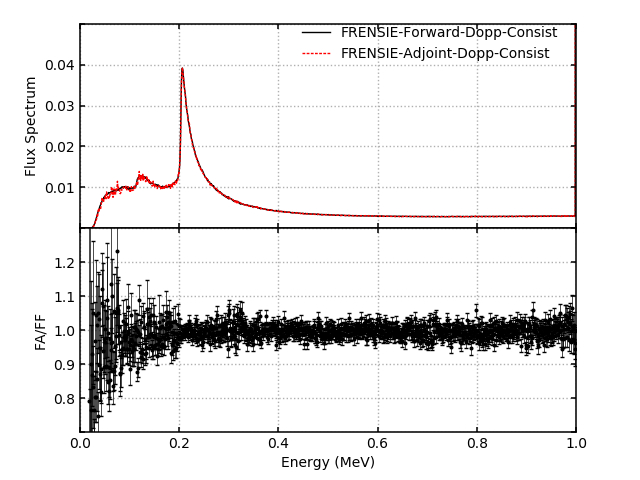 FRENSIE-Forward-Dopp-Consist
FRENSIE-Adjoint-Dopp-Consist
Flux Spectrum
0.04
0.03
0.02
0.01
FA/FF
1.2
1.1
1.0
0.9
0.8
0.0 0.2 0.4 0.6 0.8 1.0
Energy (MeV)